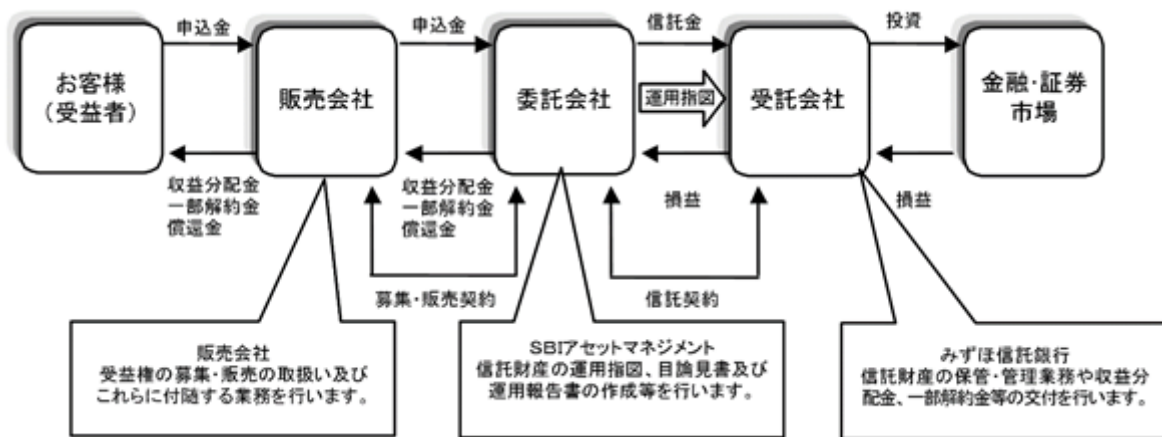 申込金
申込金
信託金
投資
お客様
(受益者)
販売会社
委託会社
運用指図
受託会社
金融・証券
市場
収益分配金
一部解約金
償還金
収益分配金
一部解約金
償還金
損益
損益
募集・販売契約
信託契約
販売会社
受益権の募集・販売の取扱い及び
これらに付随する業務を行います。
SBIアセットマネジメント
信託財産の運用指図、目論見書及び
運用報告書の作成等を行います。
みずほ信託銀行
信託財産の保管・管理業務や収益分
配金、一部解約金等の交付を行います。